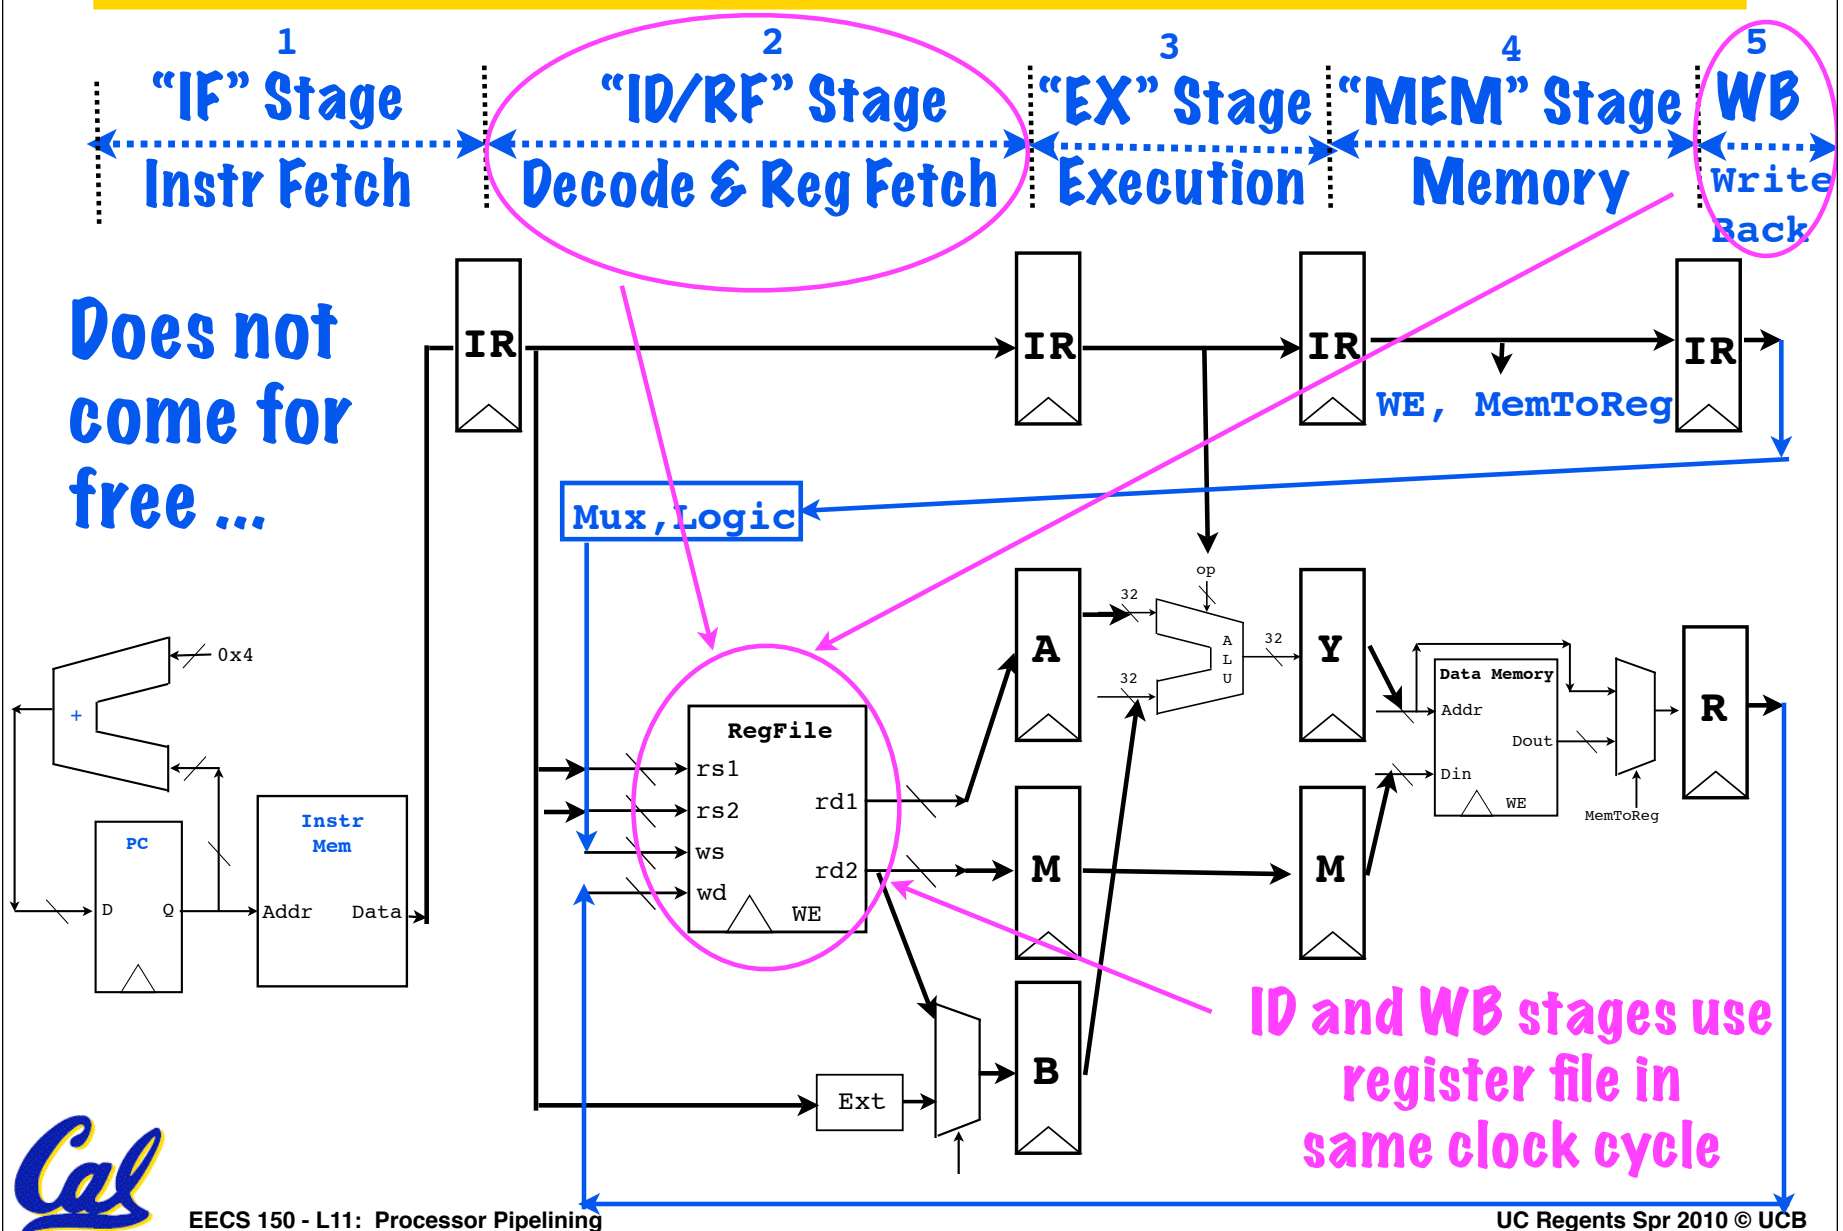 1
2
3
4
5
“IF” Stage
“ID/RF” Stage
“EX” Stage
“MEM” Stage
WB
Instr Fetch
Decode & Reg Fetch
Execution
Memory
Write
Back
Does not
come for
free ...
IR
IR
IR
IR
WE, MemToReg
Mux,Logic
op
0x4
+
32
32
A
L
U
32
A
Y
Data Memory
Addr
Dout
Din
WE
MemToReg
R
RegFile
rs1
rs2
ws
wd
rd1
rd2
WE
M
M
PC
D
Q
Instr
Mem
Addr
Data
Ext
B
ID and WB stages use
register file in
same clock cycle
Cal
EECS 150 - L11: Processor Pipelining
UC Regents Spr 2010 © UCB